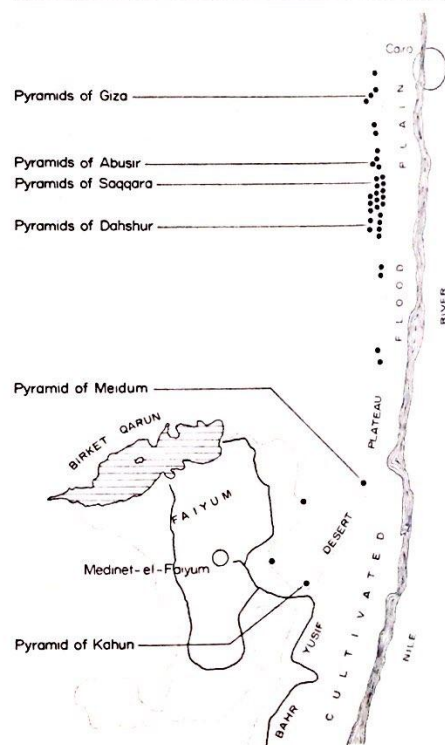 Cairo
Pyramids of Giza
PLAIN
Pyramids of Abusir
Pyramids of Saqqara
Pyramids of Dahshur
FLOOD
RIVER
Pyramid of Meidum
PLATEAU
BIRKET QARUN
FAIYUM
DESERT
Medinet-el-Faiyum
CULTIVATED
Pyramid of Kahun
YUSIF
NILE
BAHR